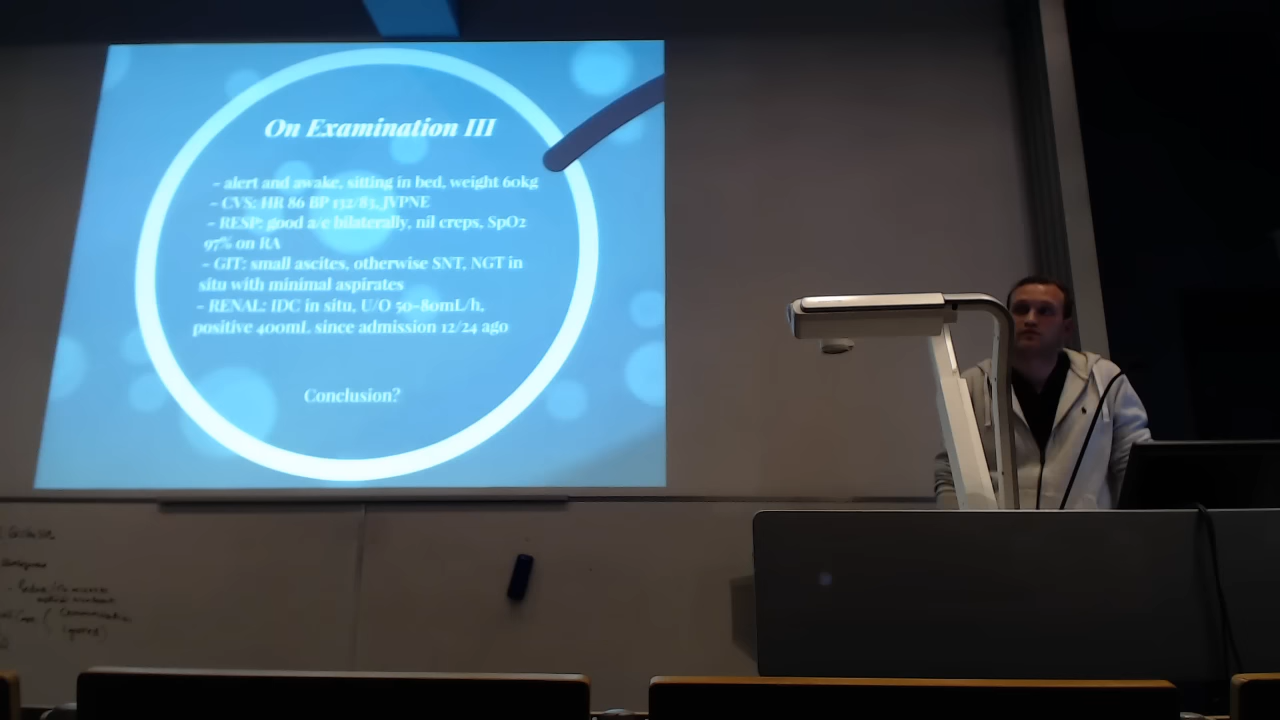 On Examination III
- alert and awake, sitting in bed, weight 60kg
- CVS: HR 86 BP 132/83, JVPNE
- RESP: good a/e bilaterally, nil creps, SpO2
97% on RA
- GIT: small ascites, otherwise SNT, NGT in
situ with minimal aspirates
- RENAL: IDC in situ, U/O 50-80mL/h,
positive 400mL since admission 12/24 ago
Conclusion?